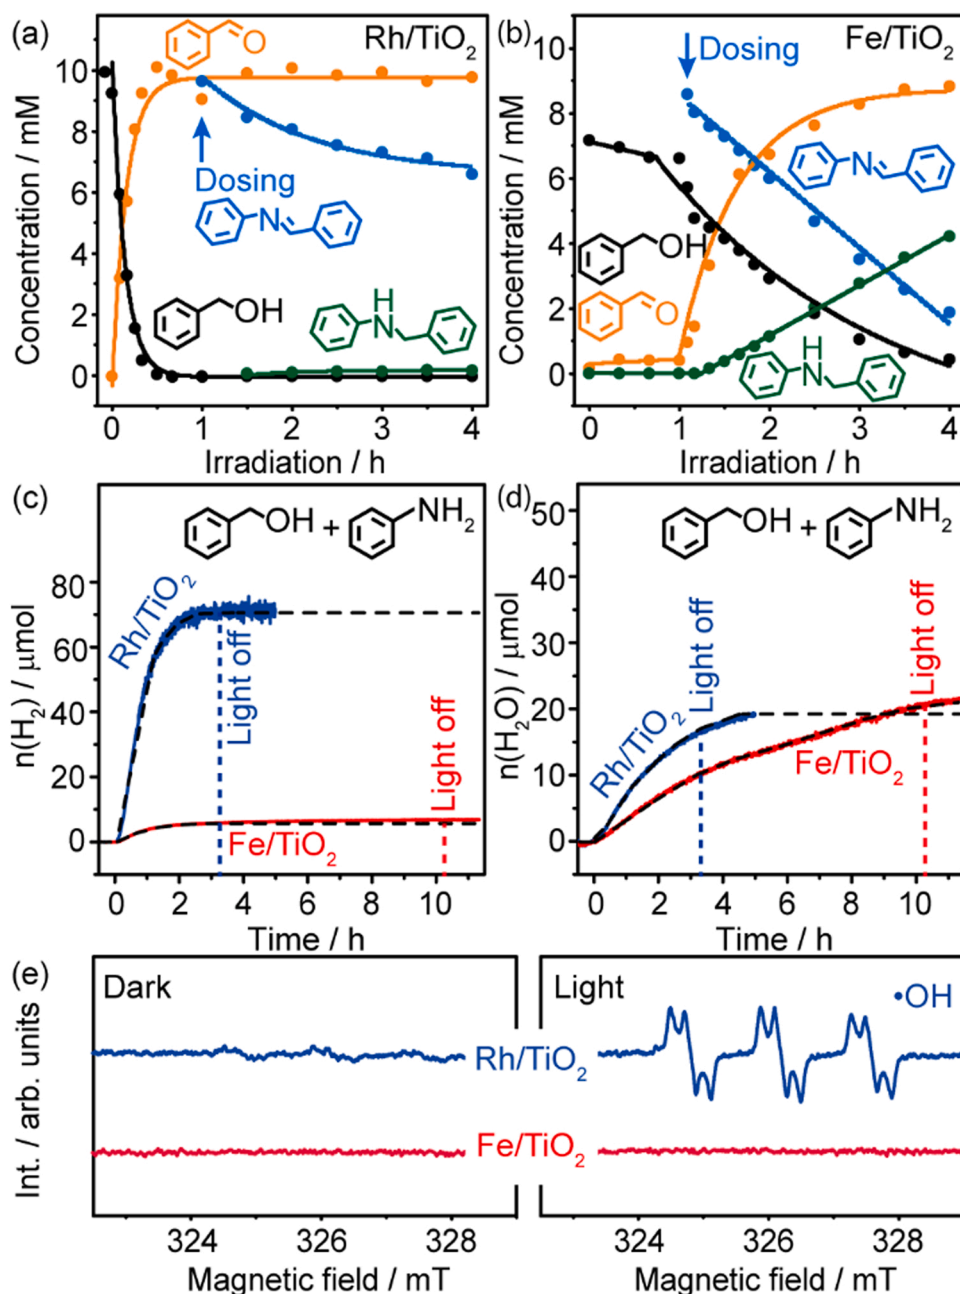 (a)
Rh/TiO₂
Concentration / mM
10
8
6
4
2
0
O
Dosing
N
OH
H
N
0 1 2 3 4
Irradiation / h
(b)
Fe/TiO₂
Concentration / mM
10
8
6
4
2
0
Dosing
N
OH
O
H
N
0 1 2 3 4
Irradiation / h
(c)
OH + NH₂
n(H₂) / μmol
80
60
40
20
0
Rh/TiO₂
Light off
Fe/TiO₂
Light off
0 2 4 6 8 10
Time / h
(d)
OH + NH₂
n(H₂O) / μmol
50
40
30
20
10
0
Rh/TiO₂
Light off
Fe/TiO₂
Light off
0 2 4 6 8 10
Time / h
(e)
Int. / arb. units
Dark
Light
•OH
Rh/TiO₂
Fe/TiO₂
324 326 328
Magnetic field / mT
324 326 328
Magnetic field / mT